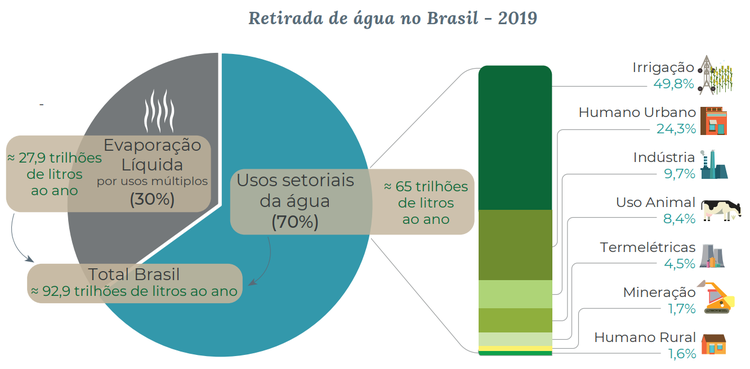 Retirada de água no Brasil - 2019
Evaporação
Líquida
por usos múltiplos
(30%)
≈ 27,9 trilhões
de litros
ao ano
Usos setoriais
da água
(70%)
≈ 65 trilhões
de litros
ao ano
Total Brasil
≈ 92,9 trilhões de litros ao ano
Irrigação
49,8%
Humano Urbano
24,3%
Indústria
9,7%
Uso Animal
8,4%
Termelétricas
4,5%
Mineração
1,7%
Humano Rural
1,6%